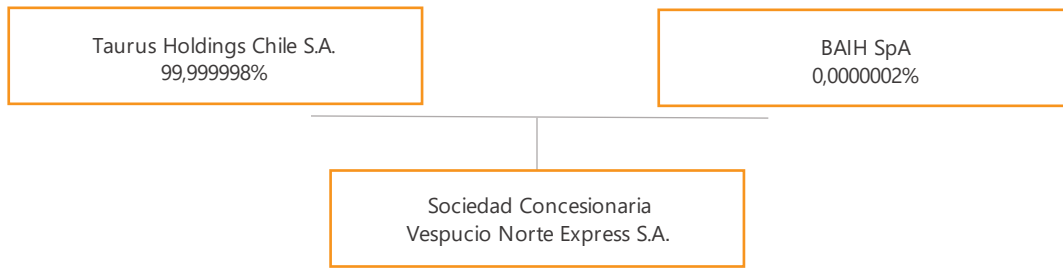 Taurus Holdings Chile S.A.
99,999998%
BAIH SpA
0,0000002%
Sociedad Concesionaria
Vespucio Norte Express S.A.